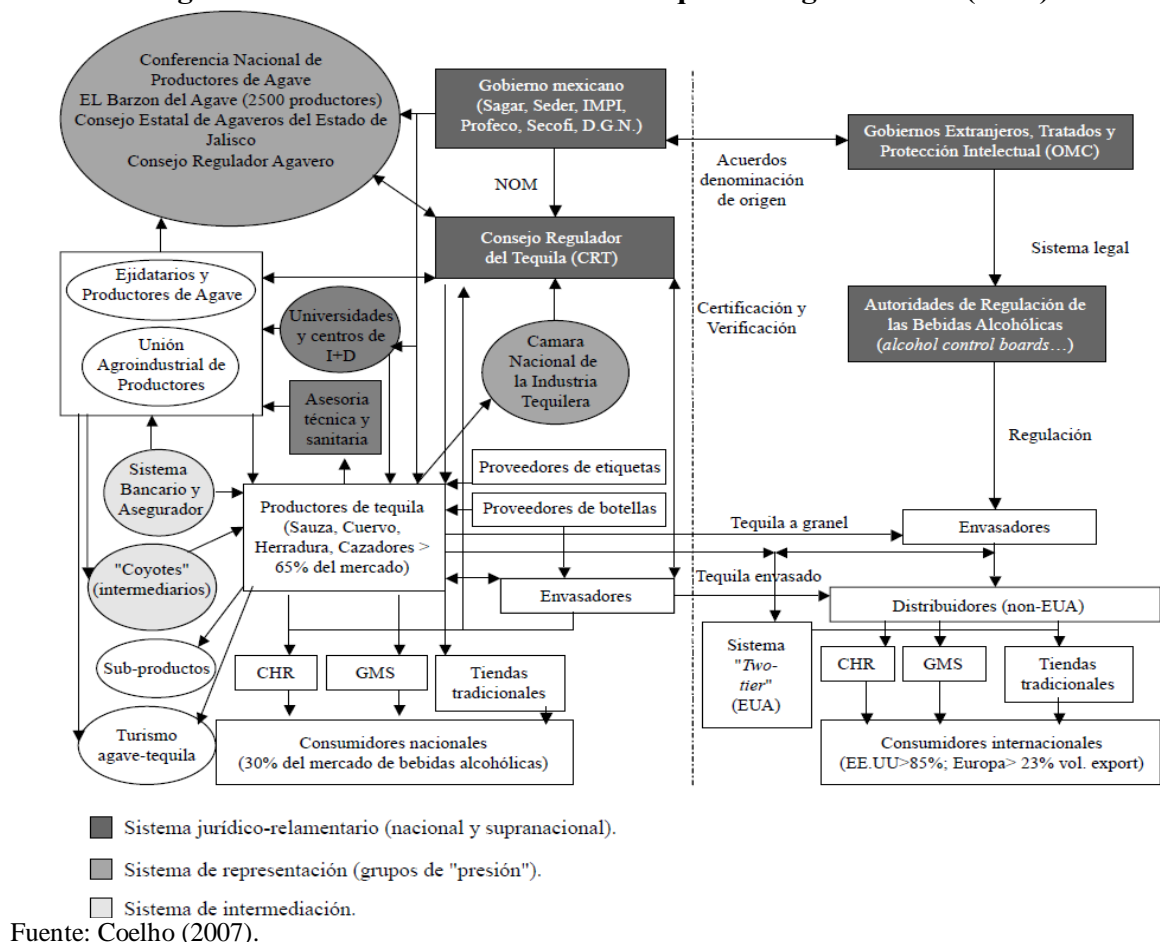 Conferencia Nacional de
Productores de Agave
EL Barzon del Agave (2500 productores)
Consejo Estatal de Agaveros del Estado de
Jalisco
Consejo Regulador Agavero
Gobierno mexicano
(Sagar, Seder, IMPI,
Profeco, Secofi, D.G.N.)
Gobiernos Extranjeros, Tratados y
Protección Intelectual (OMC)
Acuerdos
denominación
de origen
NOM
Consejo Regulador
del Tequila (CRT)
Sistema legal
Ejidatarios y
Productores de Agave
Unión
Agroindustrial de
Productores
Universidades
y centros de
I+D
Camara
Nacional de
la Industria
Tequilera
Certificación y
Verificación
Autoridades de Regulación de
las Bebidas Alcohólicas
(alcohol control boards…)
Asesoria
técnica y
sanitaria
Regulación
Sistema
Bancario y
Asegurador
Proveedores de etiquetas
Proveedores de botellas
Productores de tequila
(Sauza, Cuervo,
Herradura, Cazadores >
65% del mercado)
Tequila a granel
Envasadores
"Coyotes"
(intermediarios)
Envasadores
Tequila envasado
Distribuidores (non-EUA)
Sub-productos
CHR
GMS
Tiendas
tradicionales
Sistema
"Two-
tier"
(EUA)
CHR
GMS
Tiendas
tradicionales
Turismo
agave-tequila
Consumidores nacionales
(30% del mercado de bebidas alcohólicas)
Consumidores internacionales
(EE.UU>85%; Europa> 23% vol. export)
Sistema jurídico-relamentario (nacional y supranacional).
Sistema de representación (grupos de "presión").
Sistema de intermediación.
Fuente: Coelho (2007).